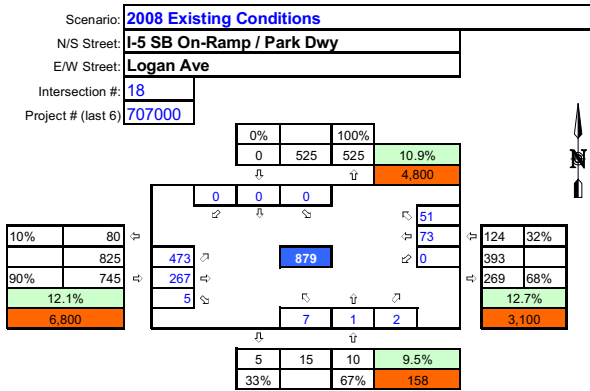 Scenario: 2008 Existing Conditions
N/S Street: I-5 SB On-Ramp / Park Dwy
E/W Street: Logan Ave
Intersection #: 18
Project # (last 6) 707000
0% 100%
0 525 525 10.9%
⇩ ⇧ 4,800
N
0 0 0
51
10% 80 ⇦ ⇦ 73 ⇦ 124 32%
825 473 879 0 393
90% 745 ⇨ 267 ⇨ ⇨ 269 68%
12.1% 5 12.7%
6,800 7 1 2 3,100
⇩ ⇧
5 15 10 9.5%
33% 67% 158